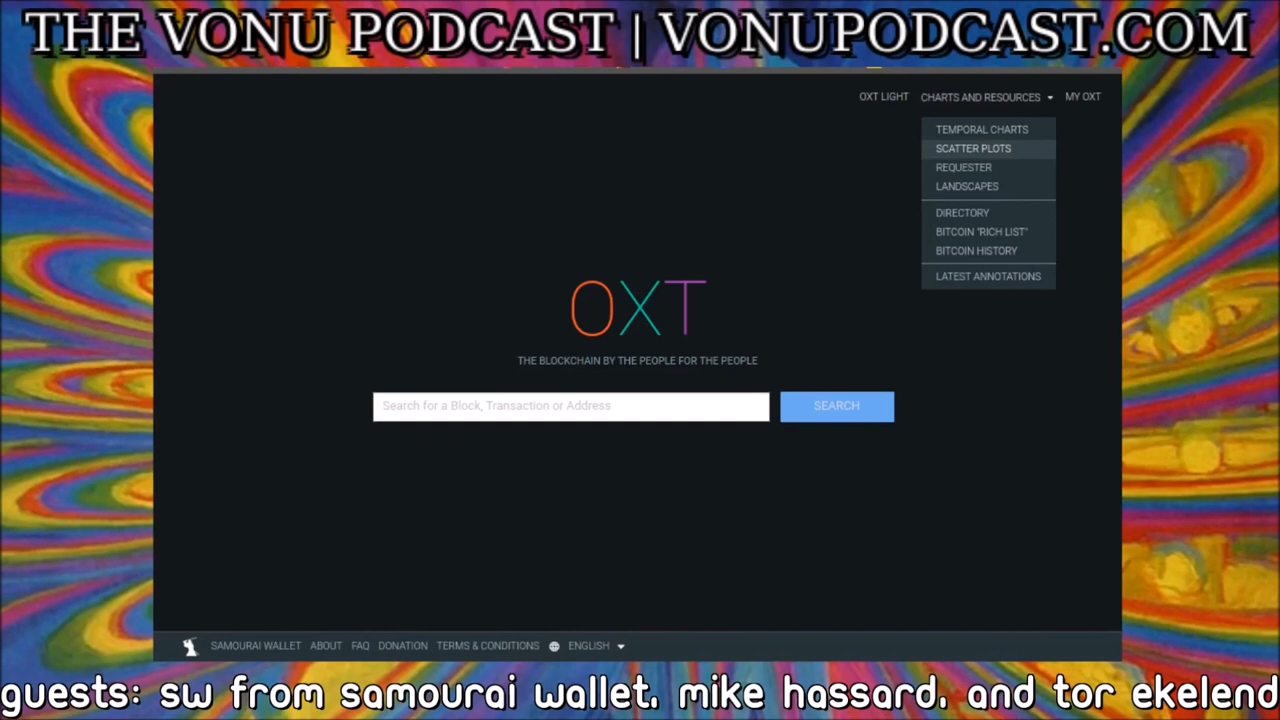 THE VONU PODCAST | VONUPODCAST.COM
OXT LIGHT CHARTS AND RESOURCES MY OXT
TEMPORAL CHARTS
SCATTER PLOTS
REQUESTER
LANDSCAPES
DIRECTORY
BITCOIN "RICH LIST"
BITCOIN HISTORY
LATEST ANNOTATIONS
OXT
THE BLOCKCHAIN BY THE PEOPLE FOR THE PEOPLE
Search for a Block, Transaction or Address SEARCH
SAMOURAI WALLET ABOUT FAQ DONATION TERMS & CONDITIONS ENGLISH
guests: sw from samourai wallet, mike hassard, and tor ekelend